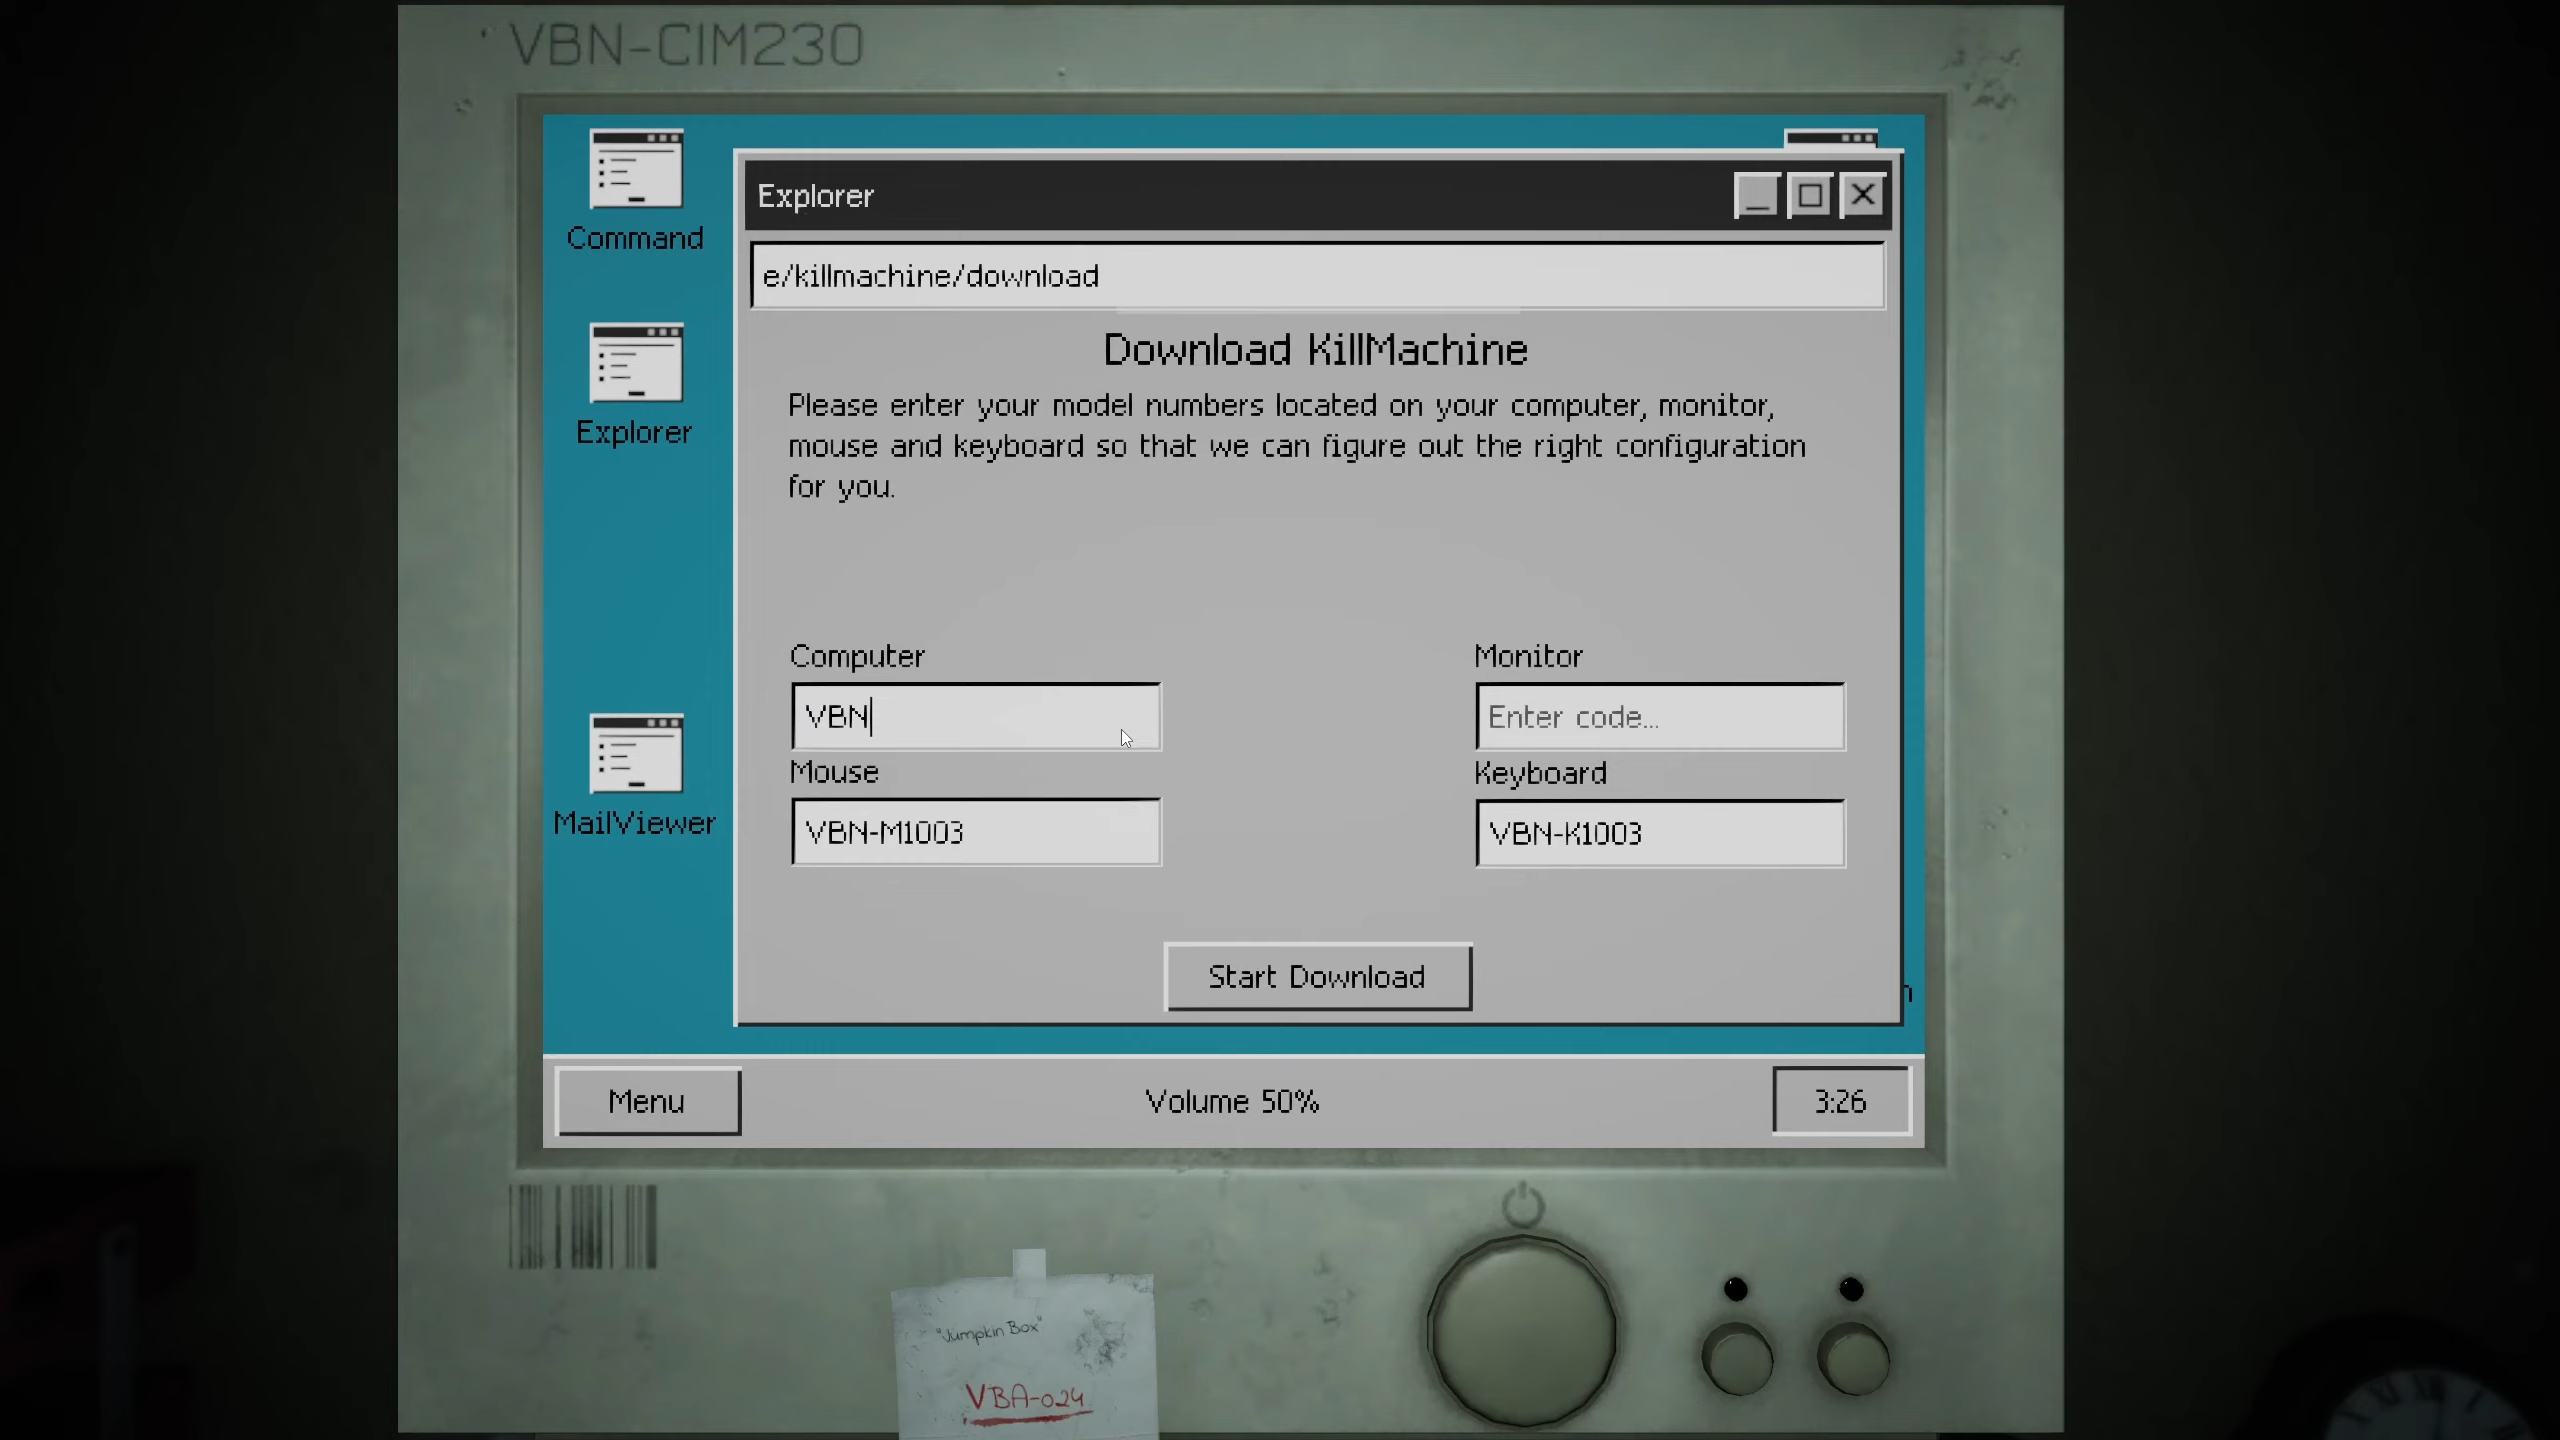 VBN-CIM230
Command
Explorer
MailViewer
Explorer
e/killmachine/download
Download KillMachine
Please enter your model numbers located on your computer, monitor,
mouse and keyboard so that we can figure out the right configuration
for you.
Computer
VBN
Monitor
Enter code...
Mouse
VBN-M1003
Keyboard
VBN-K1003
Start Download
Menu
Volume 50%
3:26
"Jumpkin Box"
VBA-024